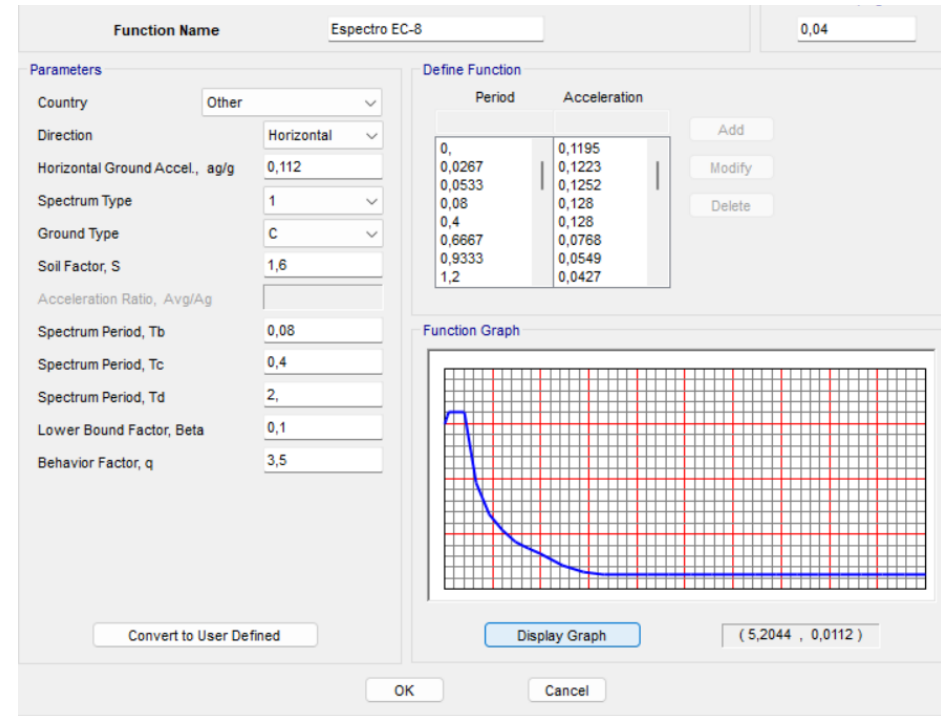 Function Name
Espectro EC-8
0,04
Parameters
Country
Other
Direction
Horizontal
Horizontal Ground Accel., ag/g
0,112
Spectrum Type
1
Ground Type
C
Soil Factor, S
1,6
Acceleration Ratio, Avg/Ag
Spectrum Period, Tb
0,08
Spectrum Period, Tc
0,4
Spectrum Period, Td
2,
Lower Bound Factor, Beta
0,1
Behavior Factor, q
3,5
Convert to User Defined
Define Function
Period Acceleration
0, 0,1195
0,0267 0,1223
0,0533 0,1252
0,08 0,128
0,4 0,128
0,6667 0,0768
0,9333 0,0549
1,2 0,0427
Add
Modify
Delete
Function Graph
Display Graph
( 5,2044 , 0,0112 )
OK
Cancel